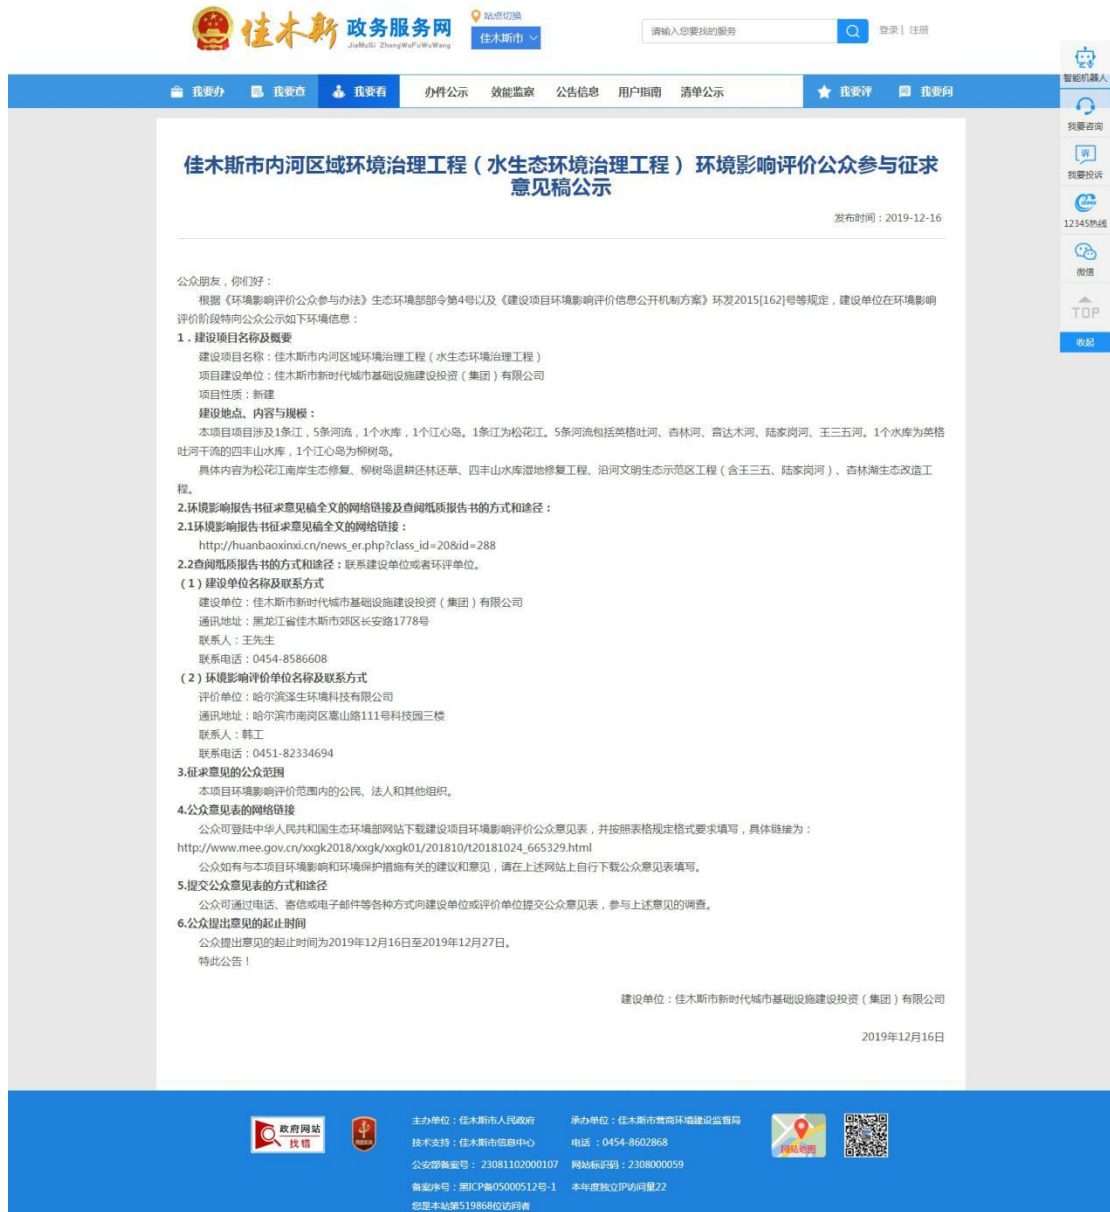 佳木斯 政务服务网
JiaMuSi ZhengWuFuWuWang
站点切换
佳木斯市
请输入您要找的服务
登录| 注册
我要办 我要查 我要看 办件公示 效能监察 公告信息 用户指南 清单公示 我要评 我要问
智能机器人
我要咨询
诉
我要投诉
12345热线
微信
TOP
收起
佳木斯市内河区域环境治理工程（水生态环境治理工程） 环境影响评价公众参与征求
意见稿公示
发布时间：2019-12-16
公众朋友，你们好：
根据《环境影响评价公众参与办法》生态环境部部令第4号以及《建设项目环境影响评价信息公开机制方案》环发2015[162]号等规定，建设单位在环境影响
评价阶段特向公众公示如下环境信息：
1．建设项目名称及概要
建设项目名称：佳木斯市内河区域环境治理工程（水生态环境治理工程）
项目建设单位：佳木斯市新时代城市基础设施建设投资（集团）有限公司
项目性质：新建
建设地点、内容与规模：
本项目项目涉及1条江，5条河流，1个水库，1个江心岛。1条江为松花江。5条河流包括英格吐河、杏林河、音达木河、陆家岗河、王三五河。1个水库为英格
吐河干流的四丰山水库，1个江心岛为柳树岛。
具体内容为松花江南岸生态修复、柳树岛退耕还林还草、四丰山水库湿地修复工程、沿河文明生态示范区工程（含王三五、陆家岗河）、杏林湖生态改造工
程。
2.环境影响报告书征求意见稿全文的网络链接及查阅纸质报告书的方式和途径：
2.1环境影响报告书征求意见稿全文的网络链接：
http://huanbaoxinxi.cn/news_er.php?class_id=20&id=288
2.2查阅纸质报告书的方式和途径：联系建设单位或者环评单位。
（1）建设单位名称及联系方式
建设单位：佳木斯市新时代城市基础设施建设投资（集团）有限公司
通讯地址：黑龙江省佳木斯市郊区长安路1778号
联系人：王先生
联系电话：0454-8586608
（2）环境影响评价单位名称及联系方式
评价单位：哈尔滨泽生环境科技有限公司
通讯地址：哈尔滨市南岗区嵩山路111号科技园三楼
联系人：韩工
联系电话：0451-82334694
3.征求意见的公众范围
本项目环境影响评价范围内的公民、法人和其他组织。
4.公众意见表的网络链接
公众可登陆中华人民共和国生态环境部网站下载建设项目环境影响评价公众意见表，并按照表格规定格式要求填写，具体链接为：
http://www.mee.gov.cn/xxgk2018/xxgk/xxgk01/201810/t20181024_665329.html
公众如有与本项目环境影响和环境保护措施有关的建议和意见，请在上述网站上自行下载公众意见表填写。
5.提交公众意见表的方式和途径
公众可通过电话、寄信或电子邮件等各种方式向建设单位或评价单位提交公众意见表，参与上述意见的调查。
6.公众提出意见的起止时间
公众提出意见的起止时间为2019年12月16日至2019年12月27日。
特此公告！
建设单位：佳木斯市新时代城市基础设施建设投资（集团）有限公司
2019年12月16日
政府网站
找错
主办单位：佳木斯市人民政府 承办单位：佳木斯市营商环境建设监督局
技术支持：佳木斯市信息中心 电话 ：0454-8602868
公安部备案号： 23081102000107 网站标识码：2308000059
备案序号：黑ICP备05000512号-1 本年度独立IP访问量22
您是本站第519868位访问者
网站地图